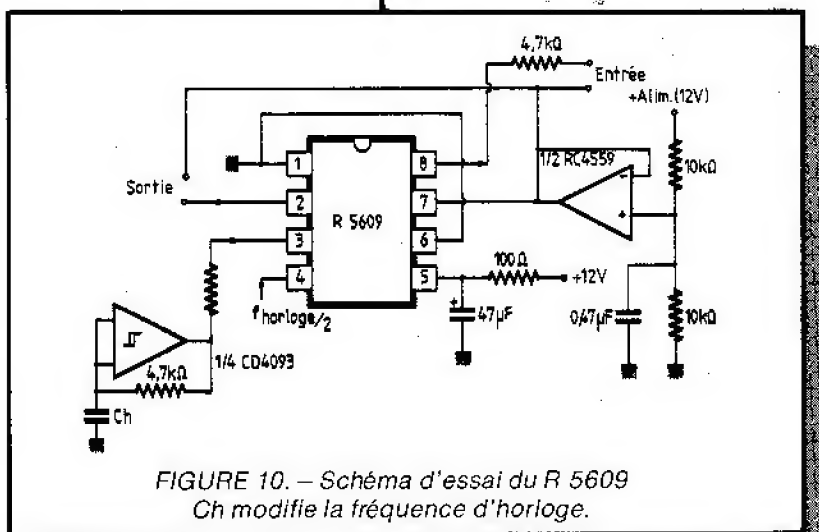 4,7kΩ
Entrée
+Alim.(12V)
1/2 RC4559
10kΩ
-
+
Sortie
1
2
3
4
R 5609
8
7
6
5
100Ω
+12V
+
47µF
0,47µF
10kΩ
f horloge/2
1/4 CD4093
4,7kΩ
Ch
FIGURE 10. – Schéma d'essai du R 5609
Ch modifie la fréquence d'horloge.